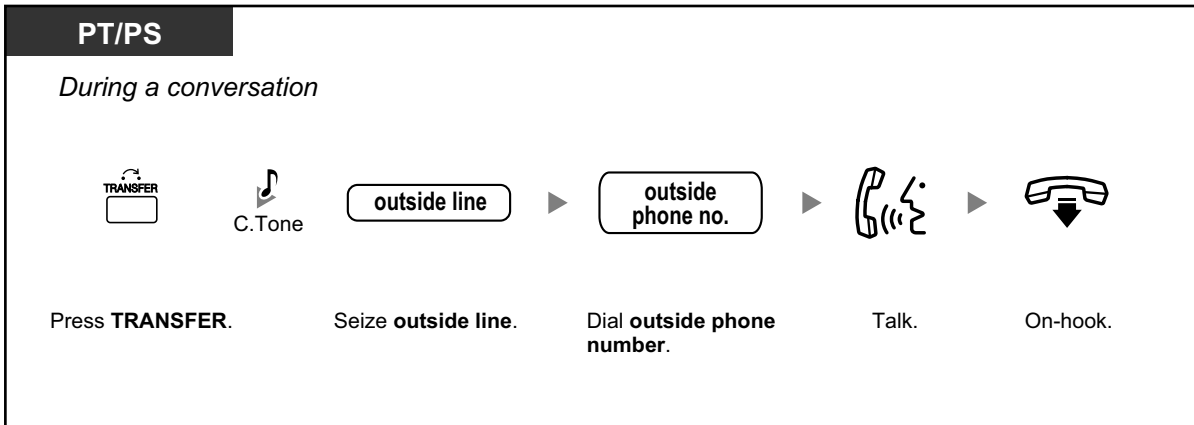 PT/PS
During a conversation
TRANSFER
C.Tone
outside line
outside
phone no.
Press TRANSFER.
Seize outside line.
Dial outside phone
number.
Talk.
On-hook.